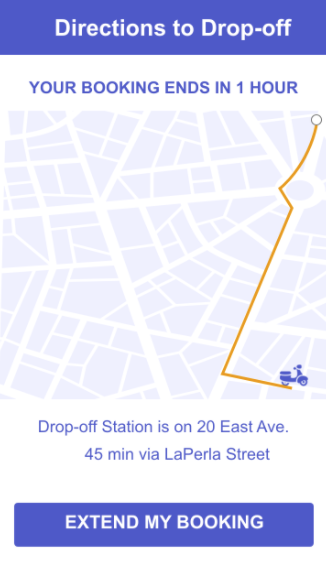 Directions to Drop-off
YOUR BOOKING ENDS IN 1 HOUR
Drop-off Station is on 20 East Ave.
45 min via LaPerla Street
EXTEND MY BOOKING